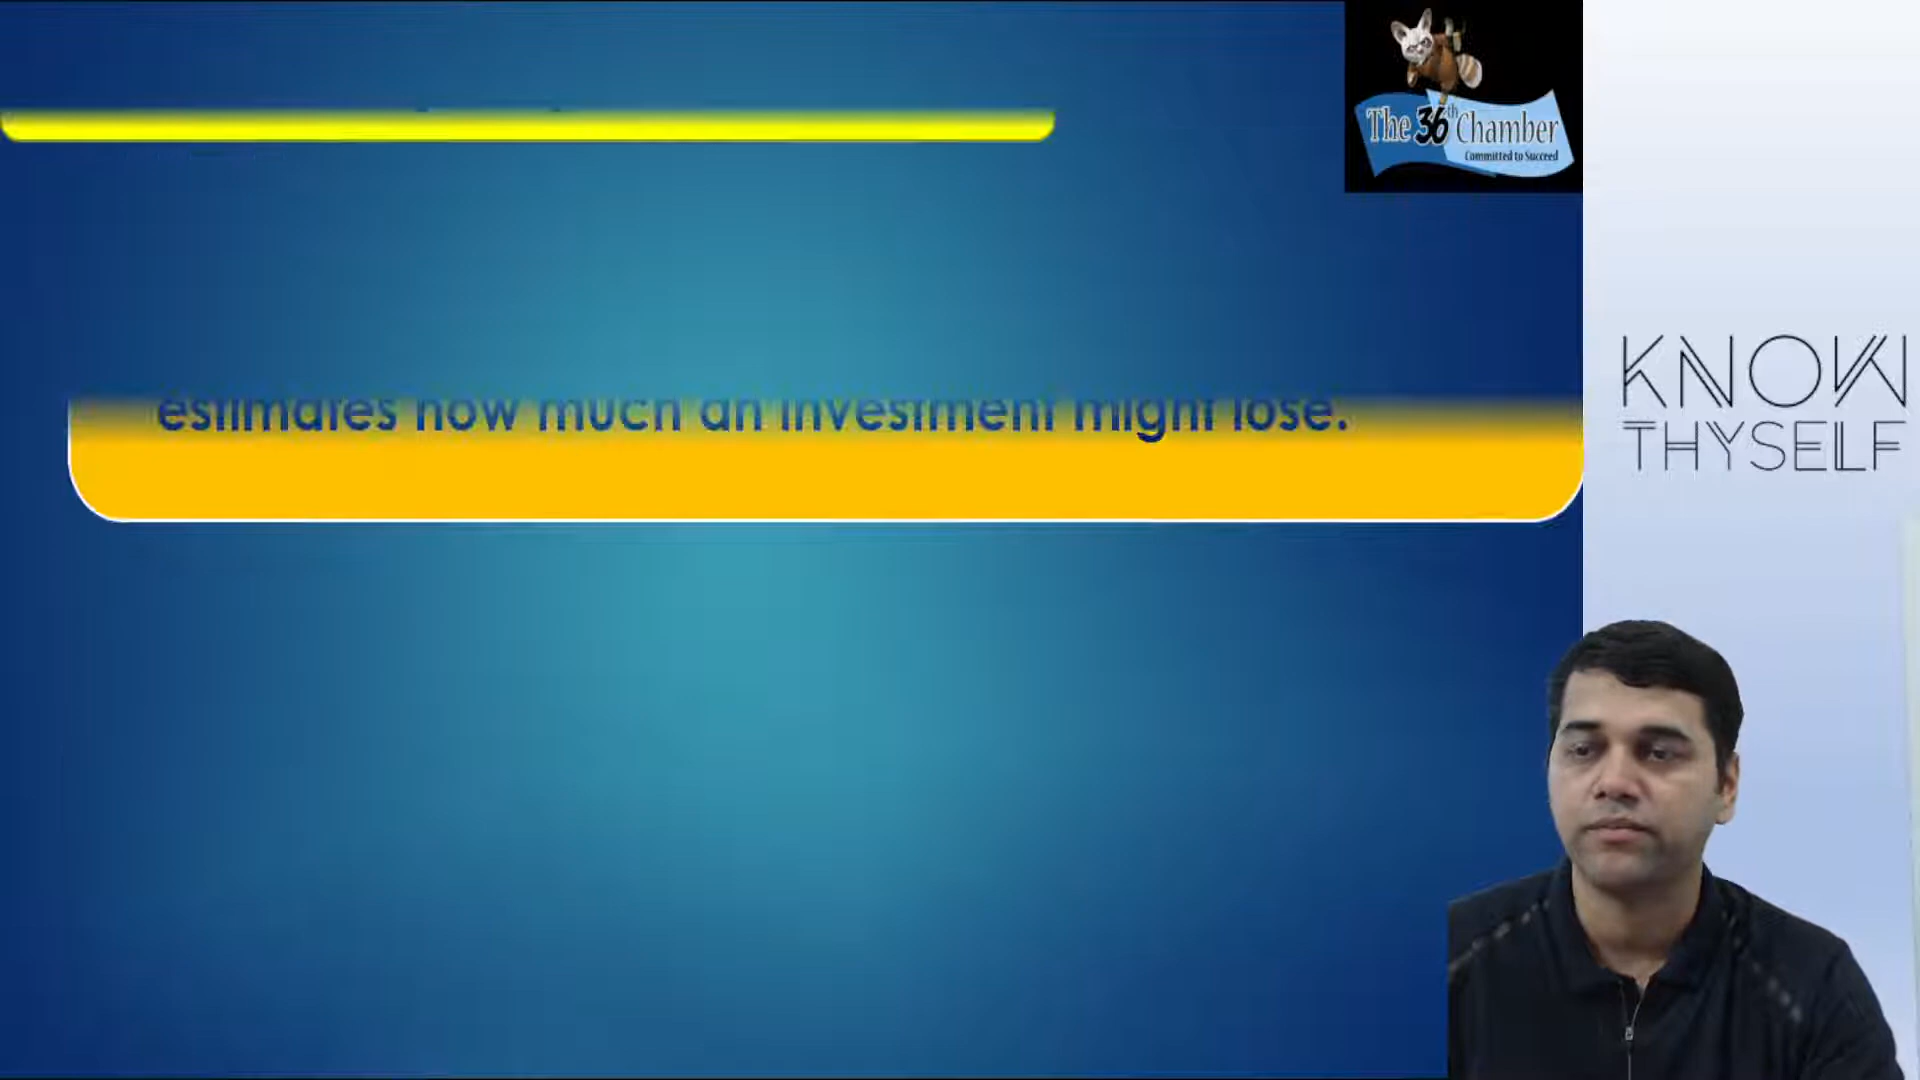 The 36th Chamber
Committed to Succeed
estimates how much an investment might lose.
KNOW
THYSELF